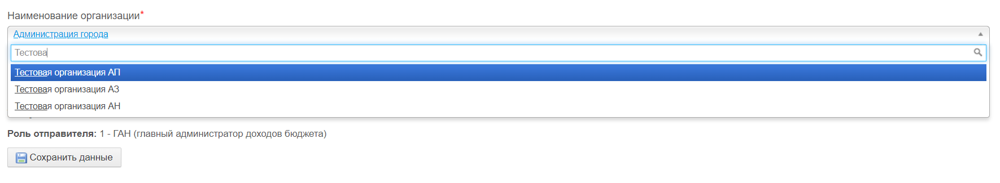 Наименование организации*
Администрация города
Тестова
Тестовая организация АП
Тестовая организация АЗ
Тестовая организация АН
Роль отправителя: 1 - ГАН (главный администратор доходов бюджета)
Сохранить данные